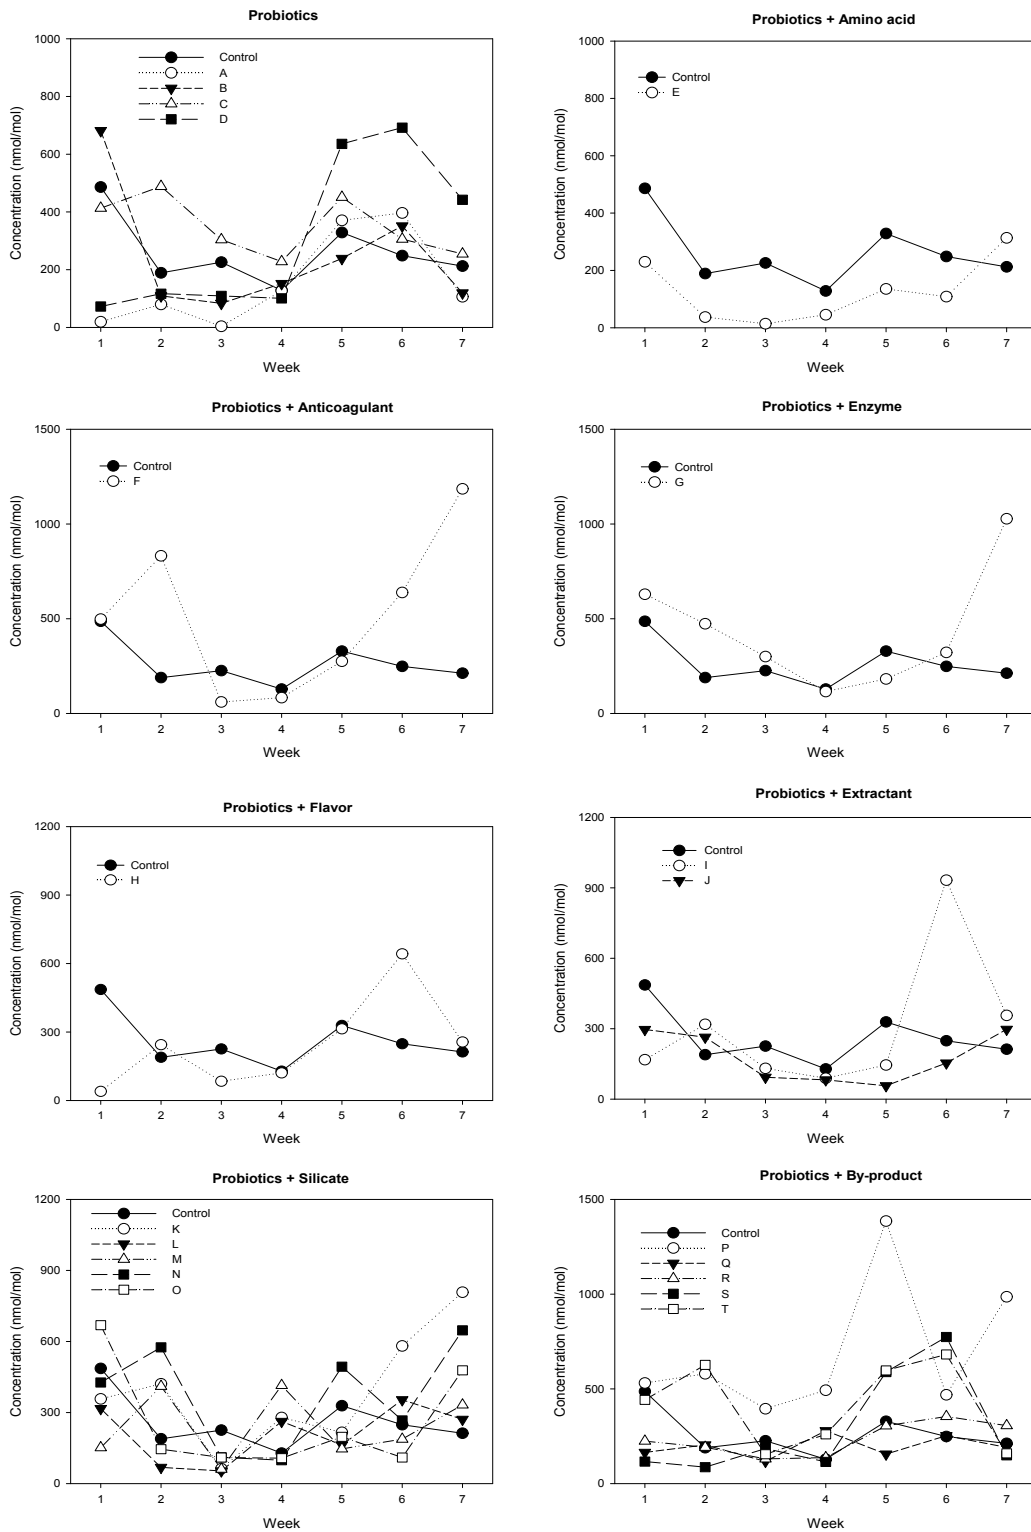 Probiotics
1000
800
600
400
200
0
Concentration (nmol/mol)
Control
A
B
C
D
1 2 3 4 5 6 7
Week
Probiotics + Amino acid
1000
800
600
400
200
0
Concentration (nmol/mol)
Control
E
1 2 3 4 5 6 7
Week
Probiotics + Anticoagulant
1500
1000
500
0
Concentration (nmol/mol)
Control
F
1 2 3 4 5 6 7
Week
Probiotics + Enzyme
1500
1000
500
0
Concentration (nmol/mol)
Control
G
1 2 3 4 5 6 7
Week
Probiotics + Flavor
1200
900
600
300
0
Concentration (nmol/mol)
Control
H
1 2 3 4 5 6 7
Week
Probiotics + Extractant
1200
900
600
300
0
Concentration (nmol/mol)
Control
I
J
1 2 3 4 5 6 7
Week
Probiotics + Silicate
1200
900
600
300
0
Concentration (nmol/mol)
Control
K
L
M
N
O
1 2 3 4 5 6 7
Week
Probiotics + By-product
1500
1000
500
0
Concentration (nmol/mol)
Control
P
Q
R
S
T
1 2 3 4 5 6 7
Week